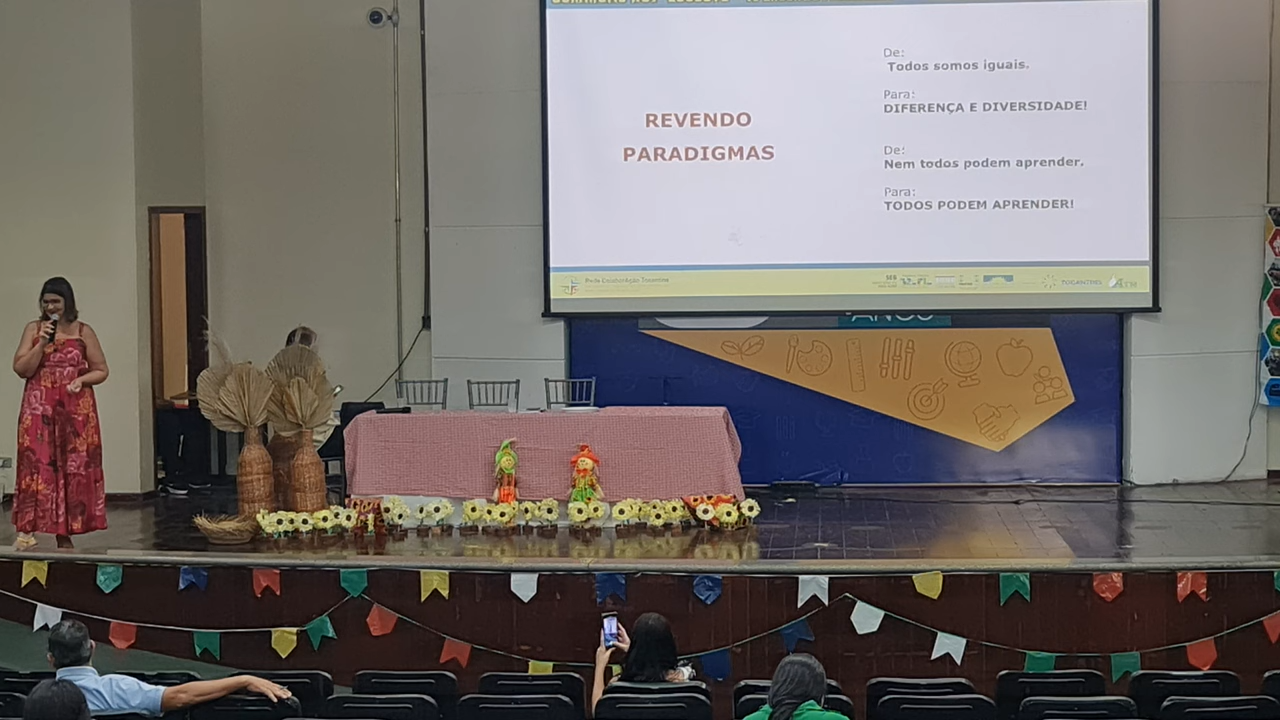 REVENDO
PARADIGMAS
De:
Todos somos iguais.
Para:
DIFERENÇA E DIVERSIDADE!
De:
Nem todos podem aprender.
Para:
TODOS PODEM APRENDER!
TOCANTINS
ANOS